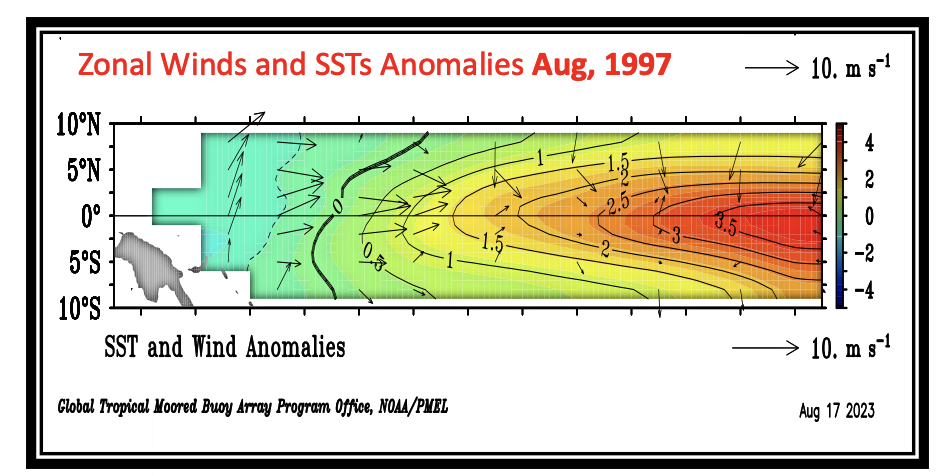 Zonal Winds and SSTs Anomalies Aug, 1997
10. m s⁻¹
10°N
5°N
0°
5°S
10°S
0
0.5
1
1
1.5
1.5
2
2
2.5
3
3.5
4
2
0
-2
-4
SST and Wind Anomalies
10. m s⁻¹
Global Tropical Moored Buoy Array Program Office, NOAA/PMEL
Aug 17 2023